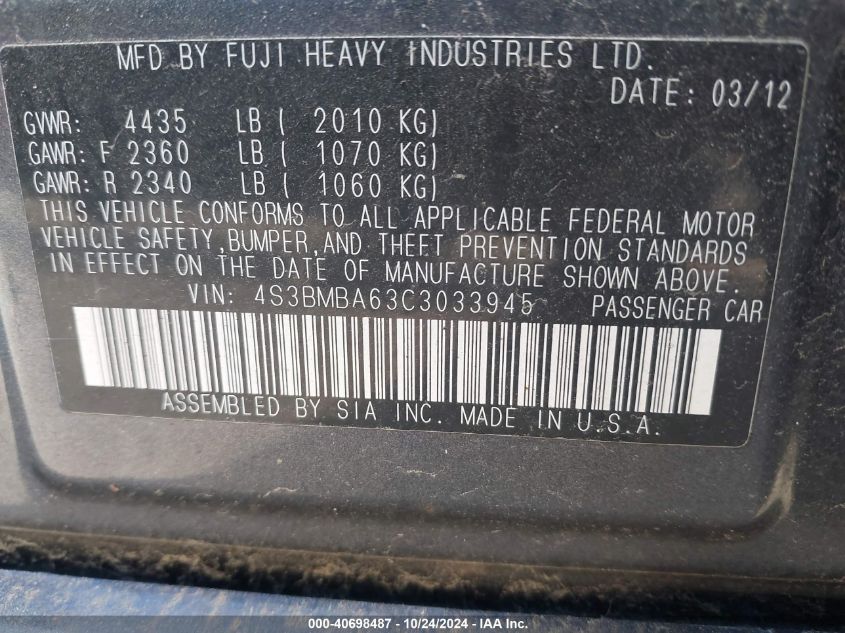 MFD BY FUJI HEAVY INDUSTRIES LTD.
DATE: 03/12
GVWR: 4435 LB ( 2010 KG)
GAWR: F 2360 LB ( 1070 KG)
GAWR: R 2340 LB ( 1060 KG)
THIS VEHICLE CONFORMS TO ALL APPLICABLE FEDERAL MOTOR
VEHICLE SAFETY,BUMPER,AND THEFT PREVENTION STANDARDS
IN EFFECT ON THE DATE OF MANUFACTURE SHOWN ABOVE.
VIN: 4S3BMBA63C3033945 PASSENGER CAR
ASSEMBLED BY SIA INC. MADE IN U.S.A.
000-40698487 - 10/24/2024 - IAA Inc.